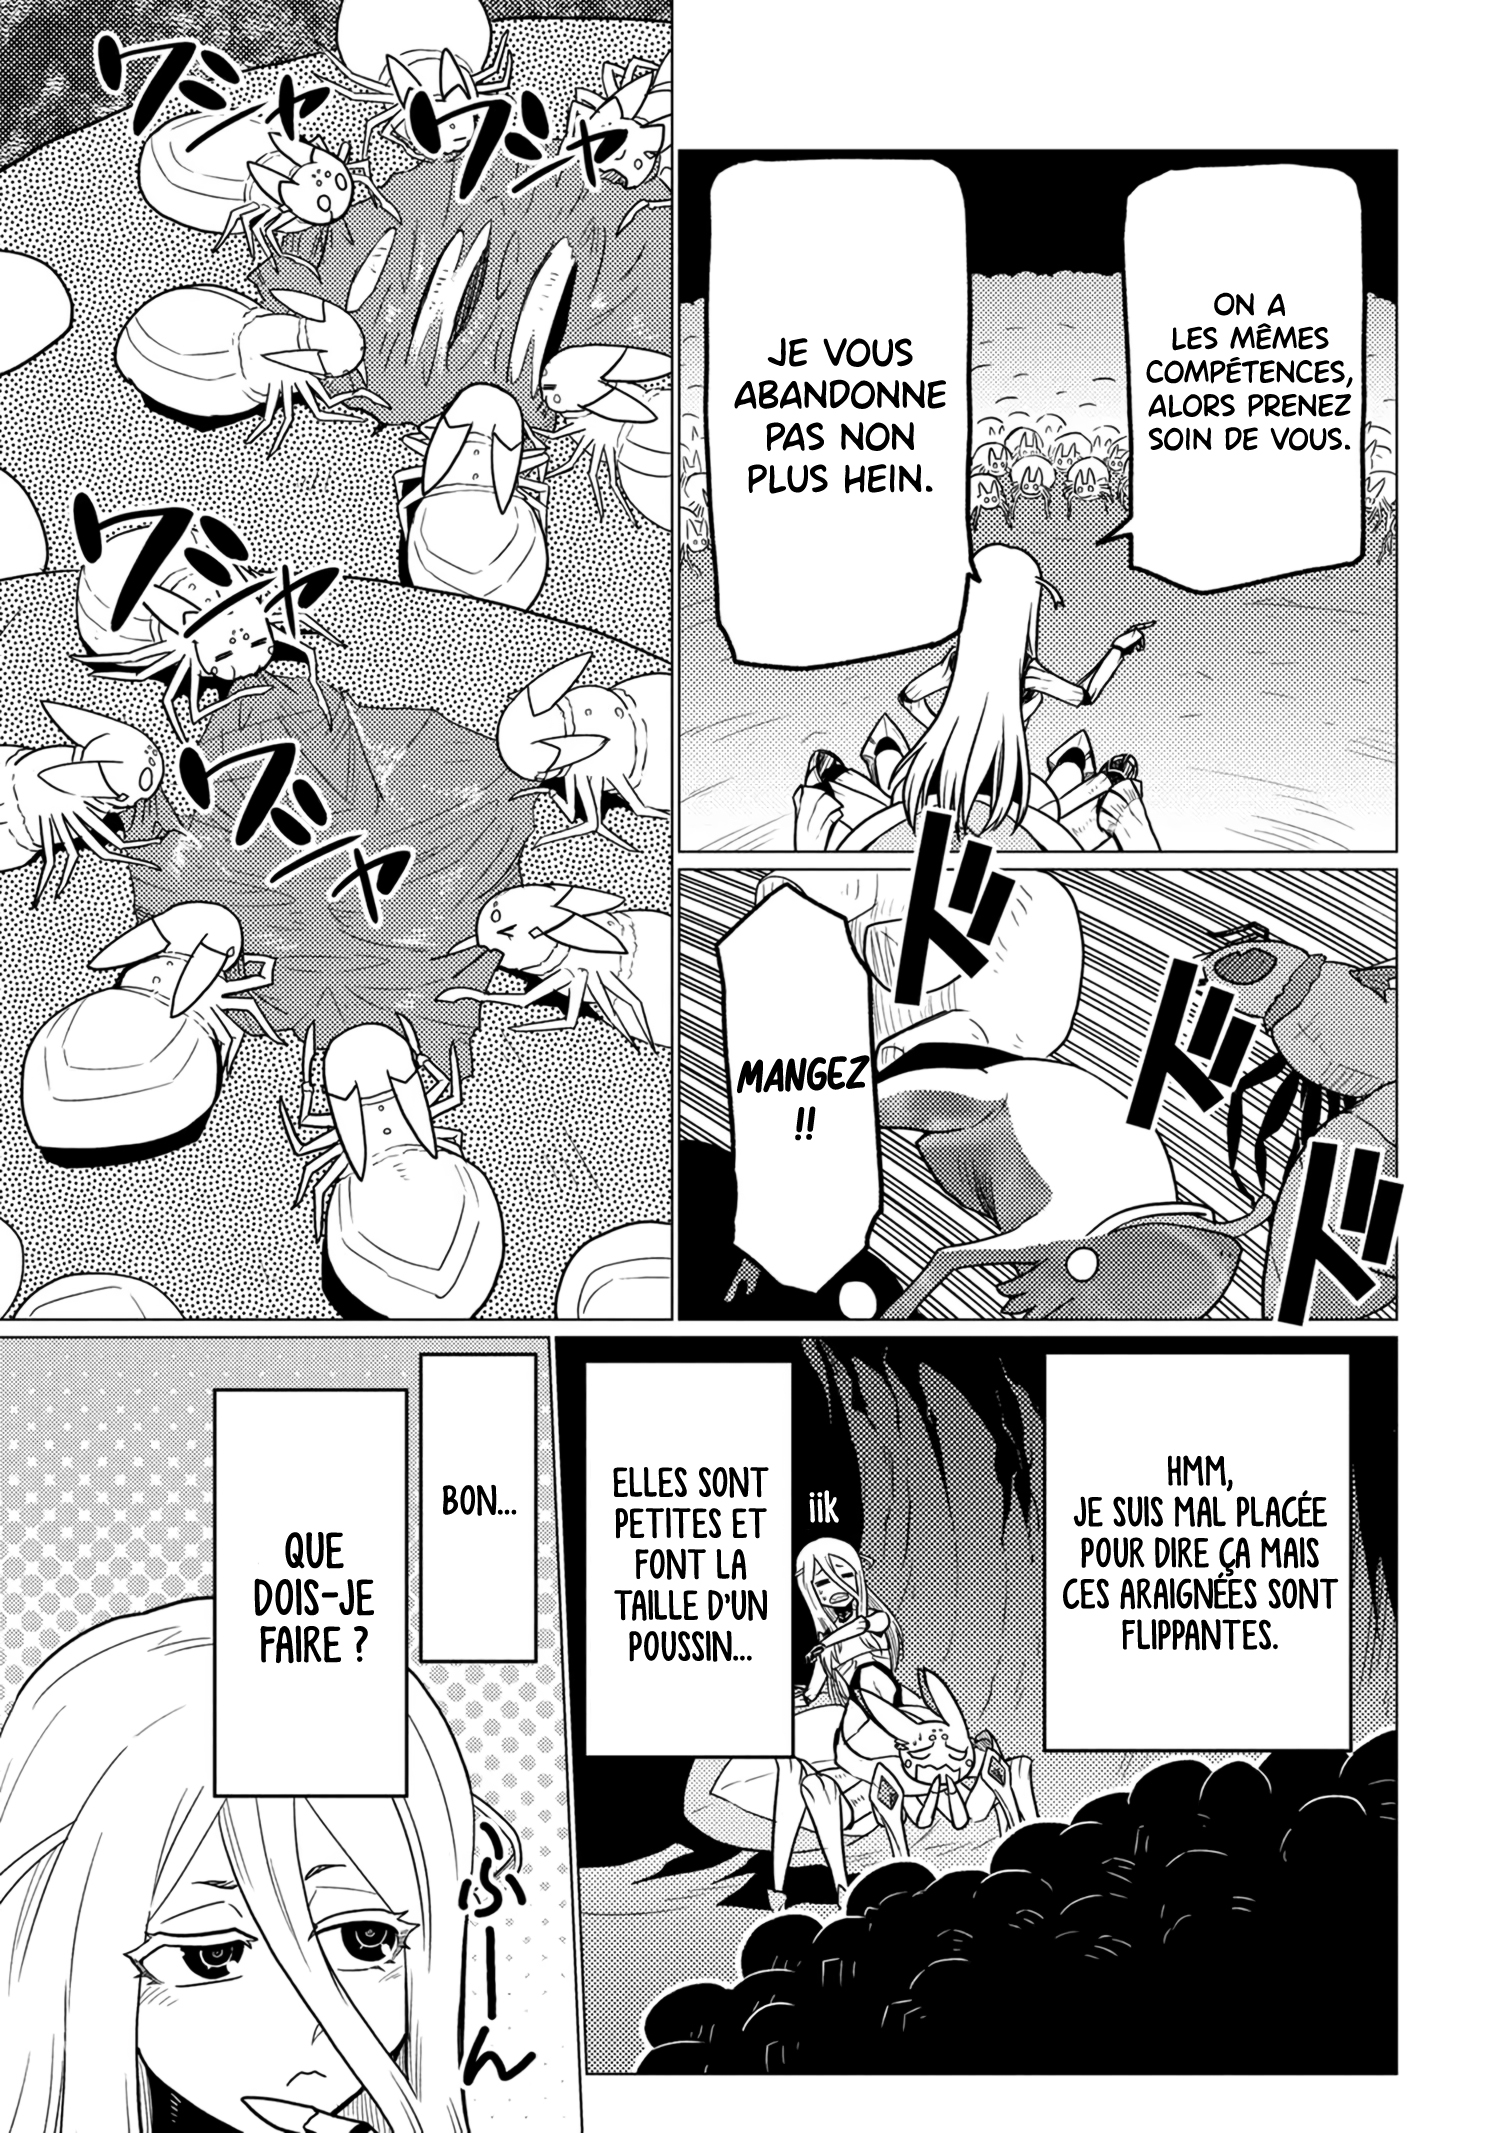 ON A
LES MÊMES
COMPÉTENCES,
ALORS PRENEZ
SOIN DE VOUS.
JE VOUS
ABANDONNE
PAS NON
PLUS HEIN.
MANGEZ
!!
ドドド
ワシャ
ワシャ
ワシャ
ワシャ
HMM,
JE SUIS MAL PLACÉE
POUR DIRE ÇA MAIS
CES ARAIGNÉES SONT
FLIPPANTES.
iik
ELLES SONT
PETITES ET
FONT LA
TAILLE D'UN
POUSSIN...
BON...
QUE
DOIS-JE
FAIRE ?
ふーん